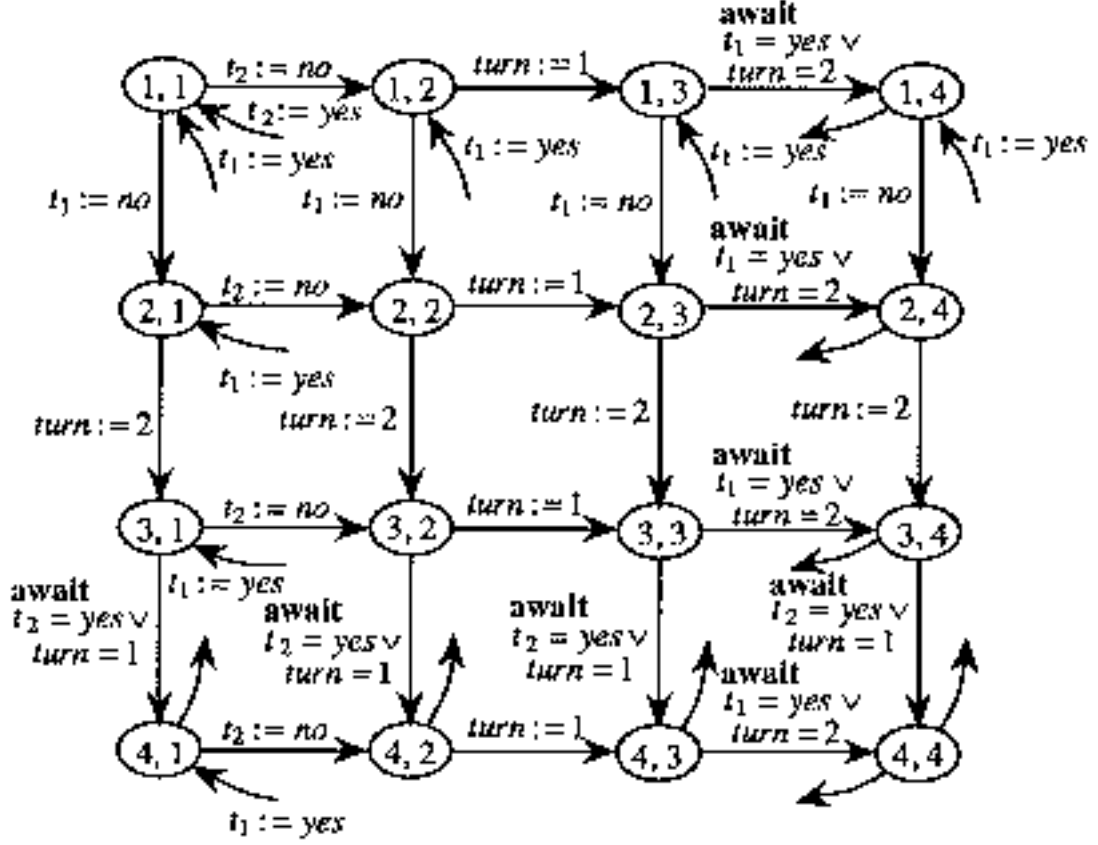 await
t₁ = yes ∨
turn = 2
1, 1
t₂ := no
1, 2
turn := 1
1, 3
1, 4
t₂ := yes
t₁ := yes
t₁ := yes
t₁ := yes
t₁ := yes
t₁ := no
t₁ := no
t₁ := no
t₁ := no
await
t₁ = yes ∨
turn = 2
2, 1
t₂ := no
2, 2
turn := 1
2, 3
2, 4
t₁ := yes
turn := 2
turn := 2
turn := 2
turn := 2
await
t₁ = yes ∨
turn = 2
3, 1
t₂ := no
3, 2
turn := 1
3, 3
3, 4
t₁ := yes
await
t₂ = yes ∨
turn = 1
await
t₂ = yes ∨
turn = 1
await
t₂ = yes ∨
turn = 1
await
t₂ = yes ∨
turn = 1
await
t₁ = yes ∨
turn = 2
4, 1
t₂ := no
4, 2
turn := 1
4, 3
4, 4
t₁ := yes